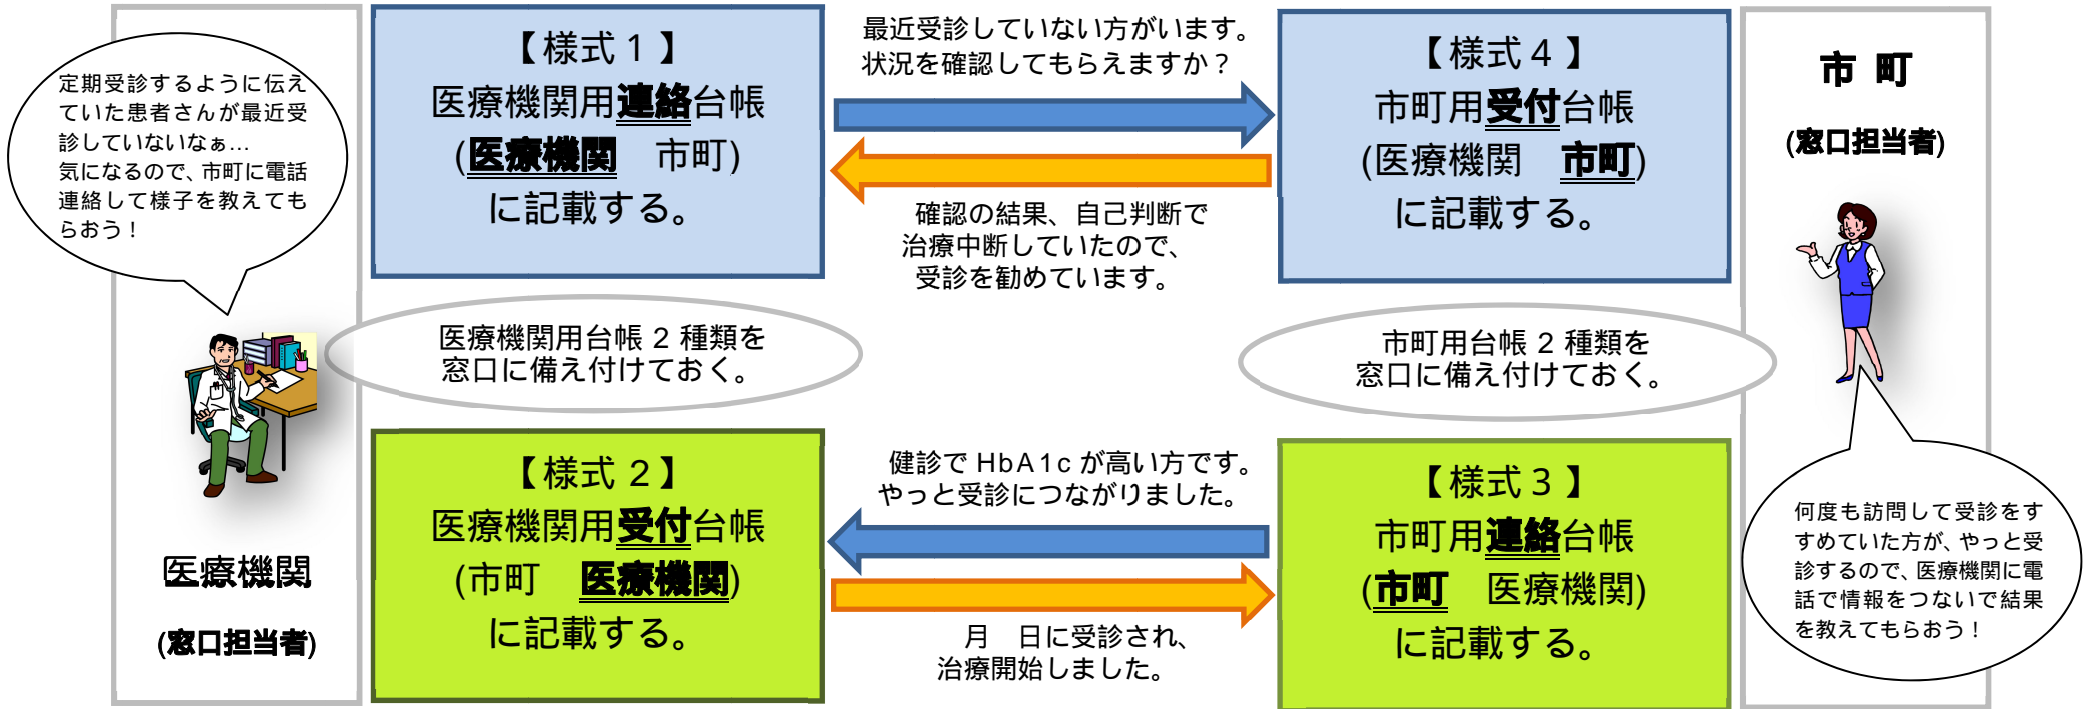 定期受診するように伝え
ていた患者さんが最近受
診していないなぁ…
気になるので、市町に電話
連絡して様子を教えても
らおう！
医療機関
(窓口担当者)
【様式１】
医療機関用連絡台帳
(医療機関　市町)
に記載する。
最近受診していない方がいます。
状況を確認してもらえますか？
確認の結果、自己判断で
治療中断していたので、
受診を勧めています。
【様式４】
市町用受付台帳
(医療機関　市町)
に記載する。
市 町
(窓口担当者)
医療機関用台帳２種類を
窓口に備え付けておく。
市町用台帳２種類を
窓口に備え付けておく。
【様式２】
医療機関用受付台帳
(市町　医療機関)
に記載する。
健診で HbA1c が高い方です。
やっと受診につながりました。
月　日に受診され、
治療開始しました。
【様式３】
市町用連絡台帳
(市町　医療機関)
に記載する。
何度も訪問して受診をす
すめていた方が、やっと受
診するので、医療機関に電
話で情報をつないで結果
を教えてもらおう！